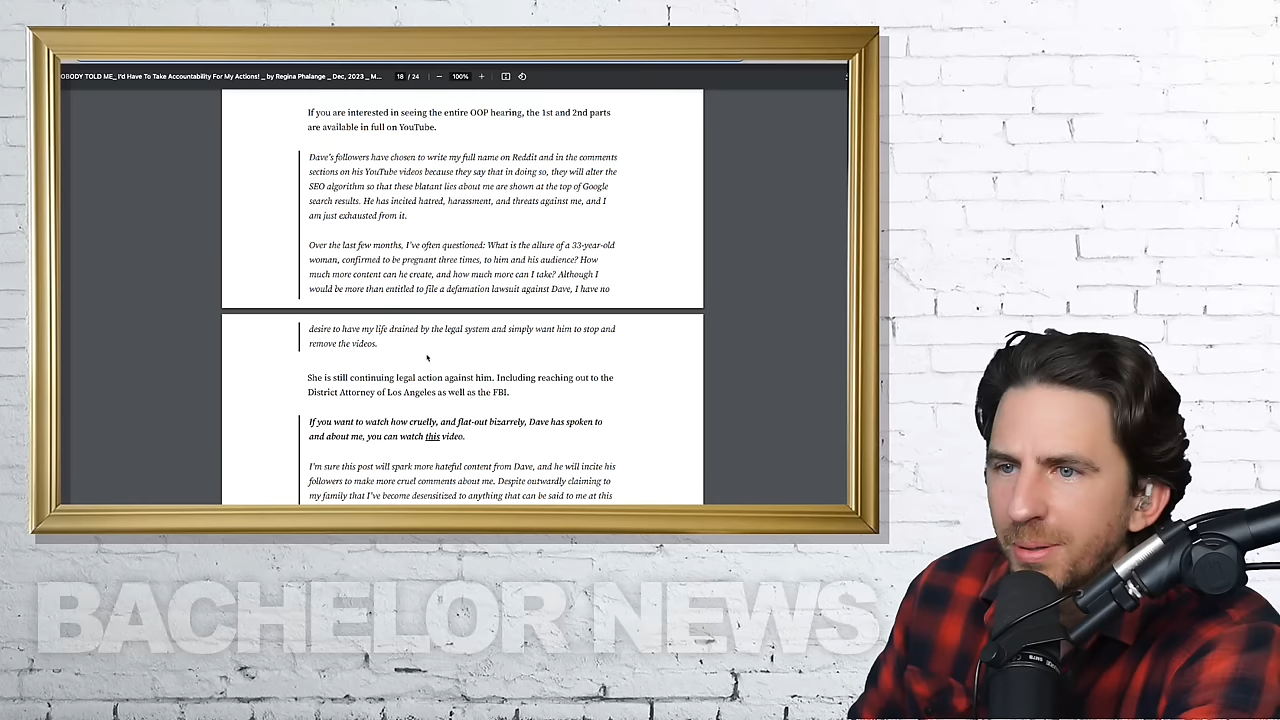 OBODY TOLD ME_ I'd Have To Take Accountability For My Actions! _ by Regina Phalange _ Dec, 2023 _ M...
18 / 24
100%
If you are interested in seeing the entire OOP hearing, the 1st and 2nd parts
are available in full on YouTube.
Dave's followers have chosen to write my full name on Reddit and in the comments
sections on his YouTube videos because they say that in doing so, they will alter the
SEO algorithm so that these blatant lies about me are shown at the top of Google
search results. He has incited hatred, harassment, and threats against me, and I
am just exhausted from it.
Over the last few months, I've often questioned: What is the allure of a 33-year-old
woman, confirmed to be pregnant three times, to him and his audience? How
much more content can he create, and how much more can I take? Although I
would be more than entitled to file a defamation lawsuit against Dave, I have no
desire to have my life drained by the legal system and simply want him to stop and
remove the videos.
She is still continuing legal action against him. Including reaching out to the
District Attorney of Los Angeles as well as the FBI.
If you want to watch how cruelly, and flat-out bizarrely, Dave has spoken to
and about me, you can watch this video.
I'm sure this post will spark more hateful content from Dave, and he will incite his
followers to make more cruel comments about me. Despite outwardly claiming to
my family that I've become desensitized to anything that can be said to me at this
BACHELOR NEWS